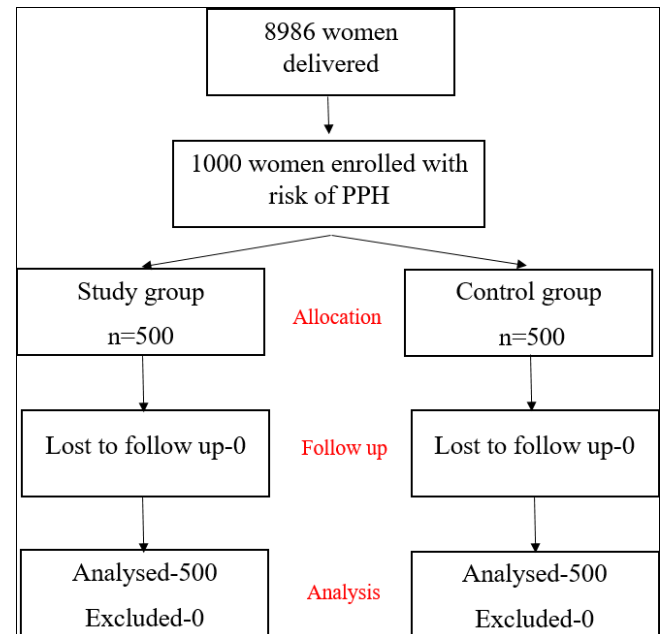 8986 women
delivered
1000 women enrolled with
risk of PPH
Study group
n=500
Allocation
Control group
n=500
Lost to follow up-0
Follow up
Lost to follow up-0
Analysed-500
Excluded-0
Analysis
Analysed-500
Excluded-0